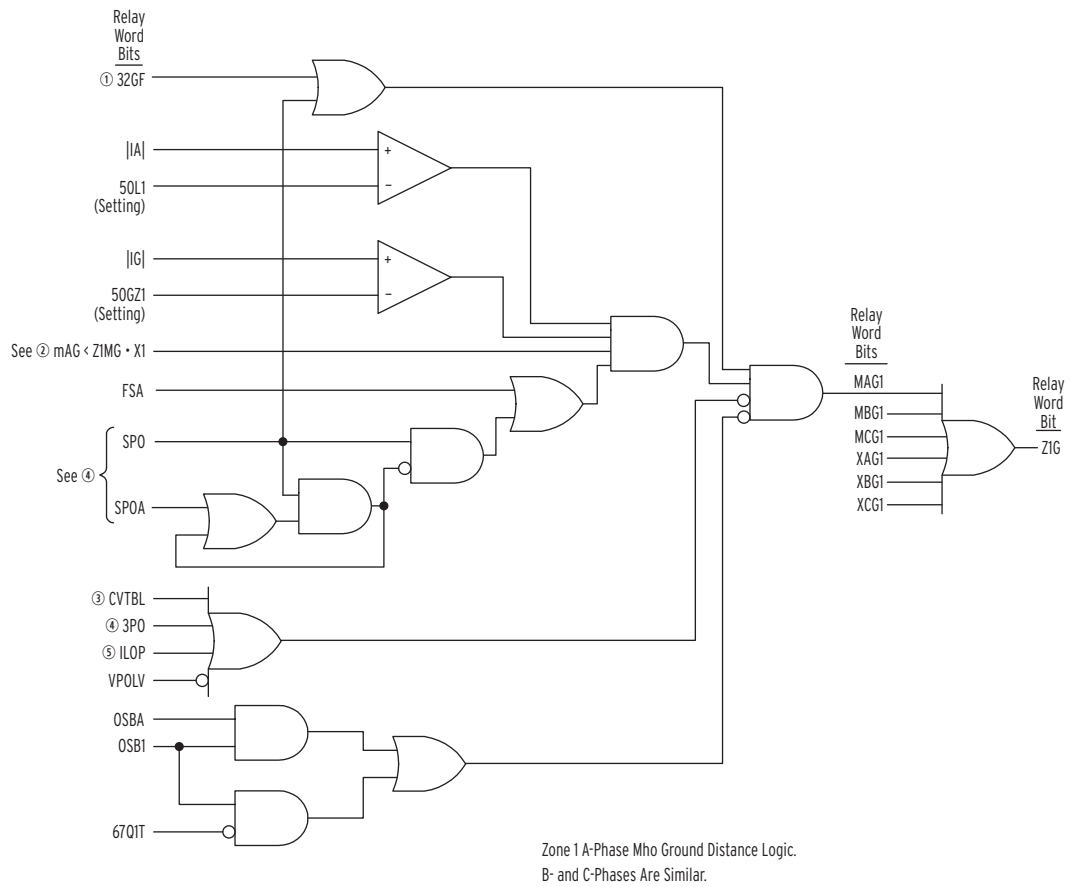 Relay
Word
Bits
① 32GF
|IA|
+
50L1
(Setting)
−
|IG|
+
50GZ1
(Setting)
−
See ② mAG < Z1MG • X1
FSA
SPO
See ④
SPOA
③ CVTBL
④ 3PO
⑤ ILOP
VPOLV
OSBA
OSB1
67Q1T
Relay
Word
Bits
MAG1
MBG1
MCG1
XAG1
XBG1
XCG1
Relay
Word
Bit
Z1G
Zone 1 A-Phase Mho Ground Distance Logic.
B- and C-Phases Are Similar.